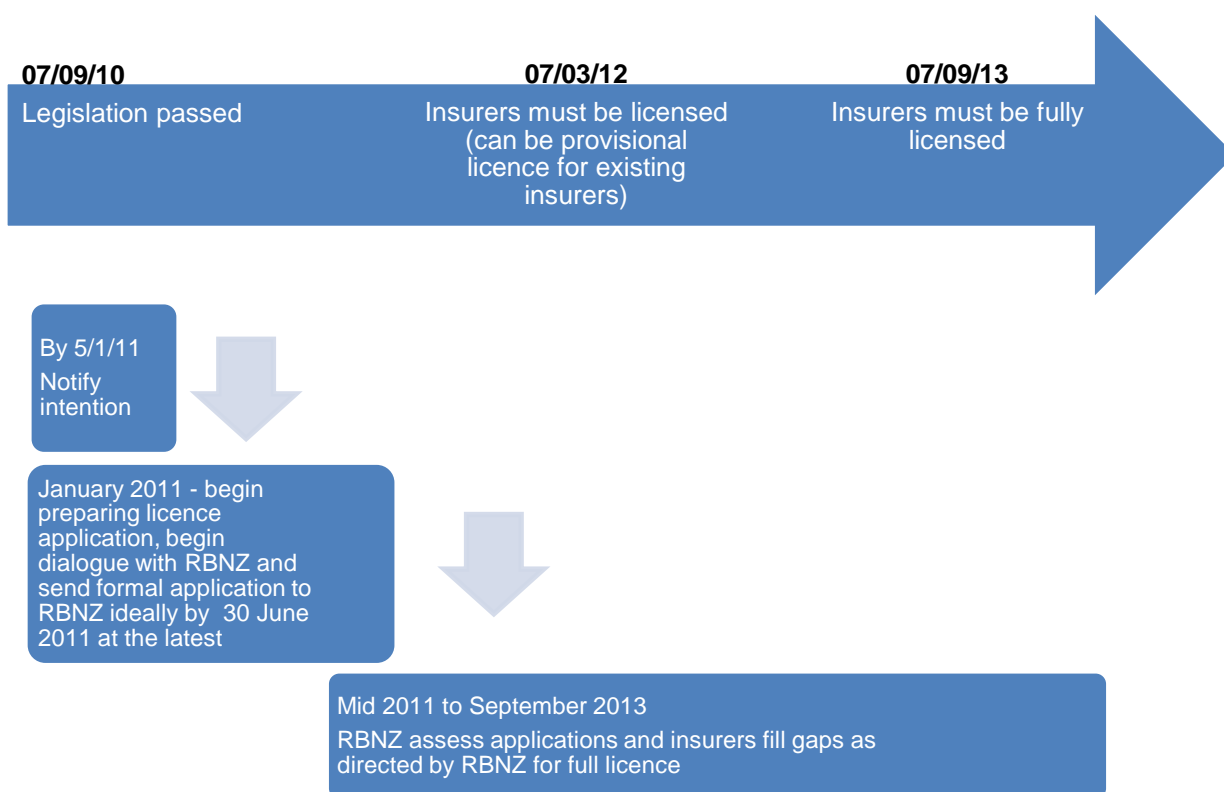 07/09/10
07/03/12
07/09/13
Legislation passed
Insurers must be licensed
(can be provisional
licence for existing
insurers)
Insurers must be fully
licensed
By 5/1/11
Notify
intention
January 2011 - begin
preparing licence
application, begin
dialogue with RBNZ and
send formal application to
RBNZ ideally by 30 June
2011 at the latest
Mid 2011 to September 2013
RBNZ assess applications and insurers fill gaps as
directed by RBNZ for full licence